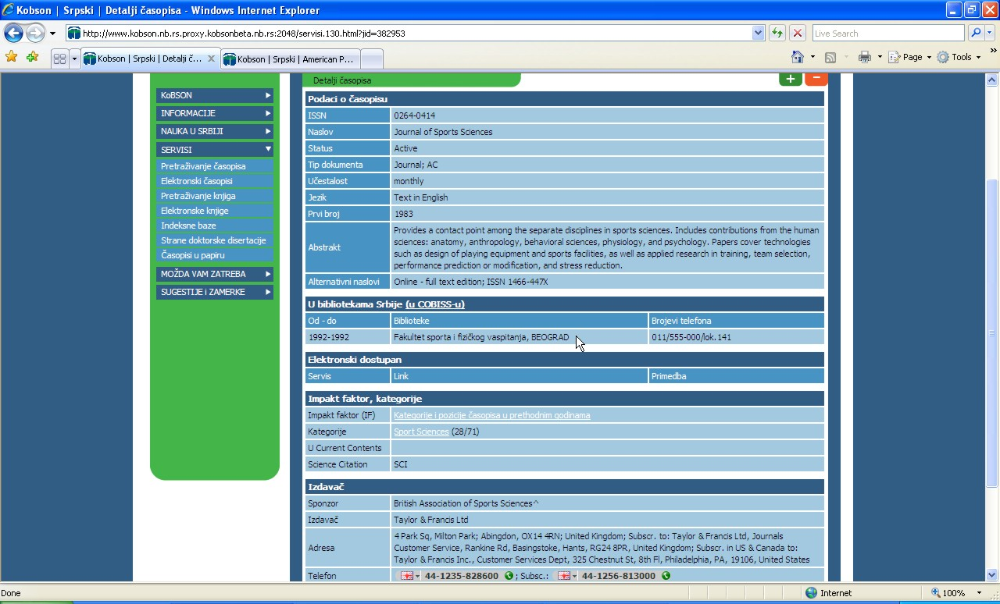 Kobson | Srpski | Detalji časopisa - Windows Internet Explorer
http://www.kobson.nb.rs.proxy.kobsonbeta.nb.rs:2048/servisi.130.html?jid=382953
Live Search
Kobson | Srpski | Detalji č...
Kobson | Srpski | American P...
Page
Tools
Detalji časopisa
KoBSON
INFORMACIJE
NAUKA U SRBIJI
SERVISI
Pretraživanje časopisa
Elektronski časopisi
Pretraživanje knjiga
Elektronske knjige
Indeksne baze
Strane doktorske disertacije
Časopisi u papiru
MOŽDA VAM ZATREBA
SUGESTIJE i ZAMERKE
Podaci o časopisu
ISSN 0264-0414
Naslov Journal of Sports Sciences
Status Active
Tip dokumenta Journal; AC
Učestalost monthly
Jezik Text in English
Prvi broj 1983
Abstrakt
Provides a contact point among the separate disciplines in sports sciences. Includes contributions from the human
sciences: anatomy, anthropology, behavioral sciences, physiology, and psychology. Papers cover technologies
such as design of playing equipment and sports facilities, as well as applied research in training, team selection,
performance prediction or modification, and stress reduction.
Alternativni naslovi Online - full text edition; ISSN 1466-447X
U bibliotekama Srbije (u COBISS-u)
Od - do Biblioteke Brojevi telefona
1992-1992 Fakultet sporta i fizičkog vaspitanja, BEOGRAD 011/555-000/lok.141
Elektronski dostupan
Servis Link Primedba
Impakt faktor, kategorije
Impakt faktor (IF) Kategorije i pozicije časopisa u prethodnim godinama
Kategorije Sport Sciences (28/71)
U Current Contents
Science Citation SCI
Izdavač
Sponzor British Association of Sports Sciences^
Izdavač Taylor & Francis Ltd
Adresa
4 Park Sq, Milton Park; Abingdon, OX14 4RN; United Kingdom; Subscr. to: Taylor & Francis Ltd, Journals
Customer Service, Rankine Rd, Basingstoke, Hants, RG24 8PR, United Kingdom; Subscr. in US & Canada to:
Taylor & Francis Inc., Customer Services Dept, 325 Chestnut St, 8th Fl, Philadelphia, PA, 19106, United States
Telefon 44-1235-828600 ; Subsc.: 44-1256-813000
Done
Internet
100%